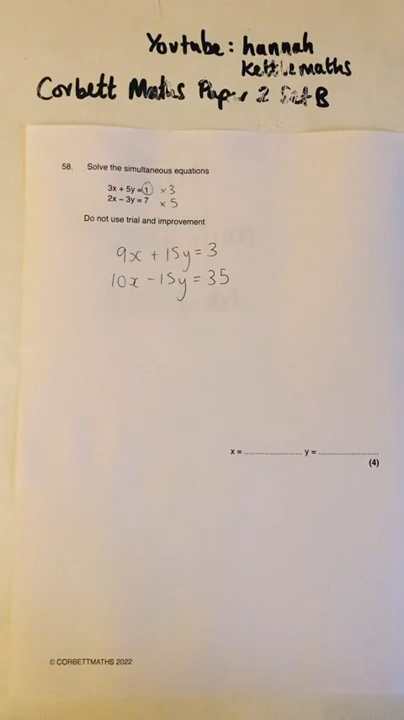 Youtube: hannah
kettlemaths
Corbett Maths Paper 2 Set B
58. Solve the simultaneous equations
3x + 5y = 1 × 3
2x − 3y = 7 × 5
Do not use trial and improvement
9x + 15y = 3
10x − 15y = 35
x = ........................ y = ........................
(4)
© CORBETTMATHS 2022